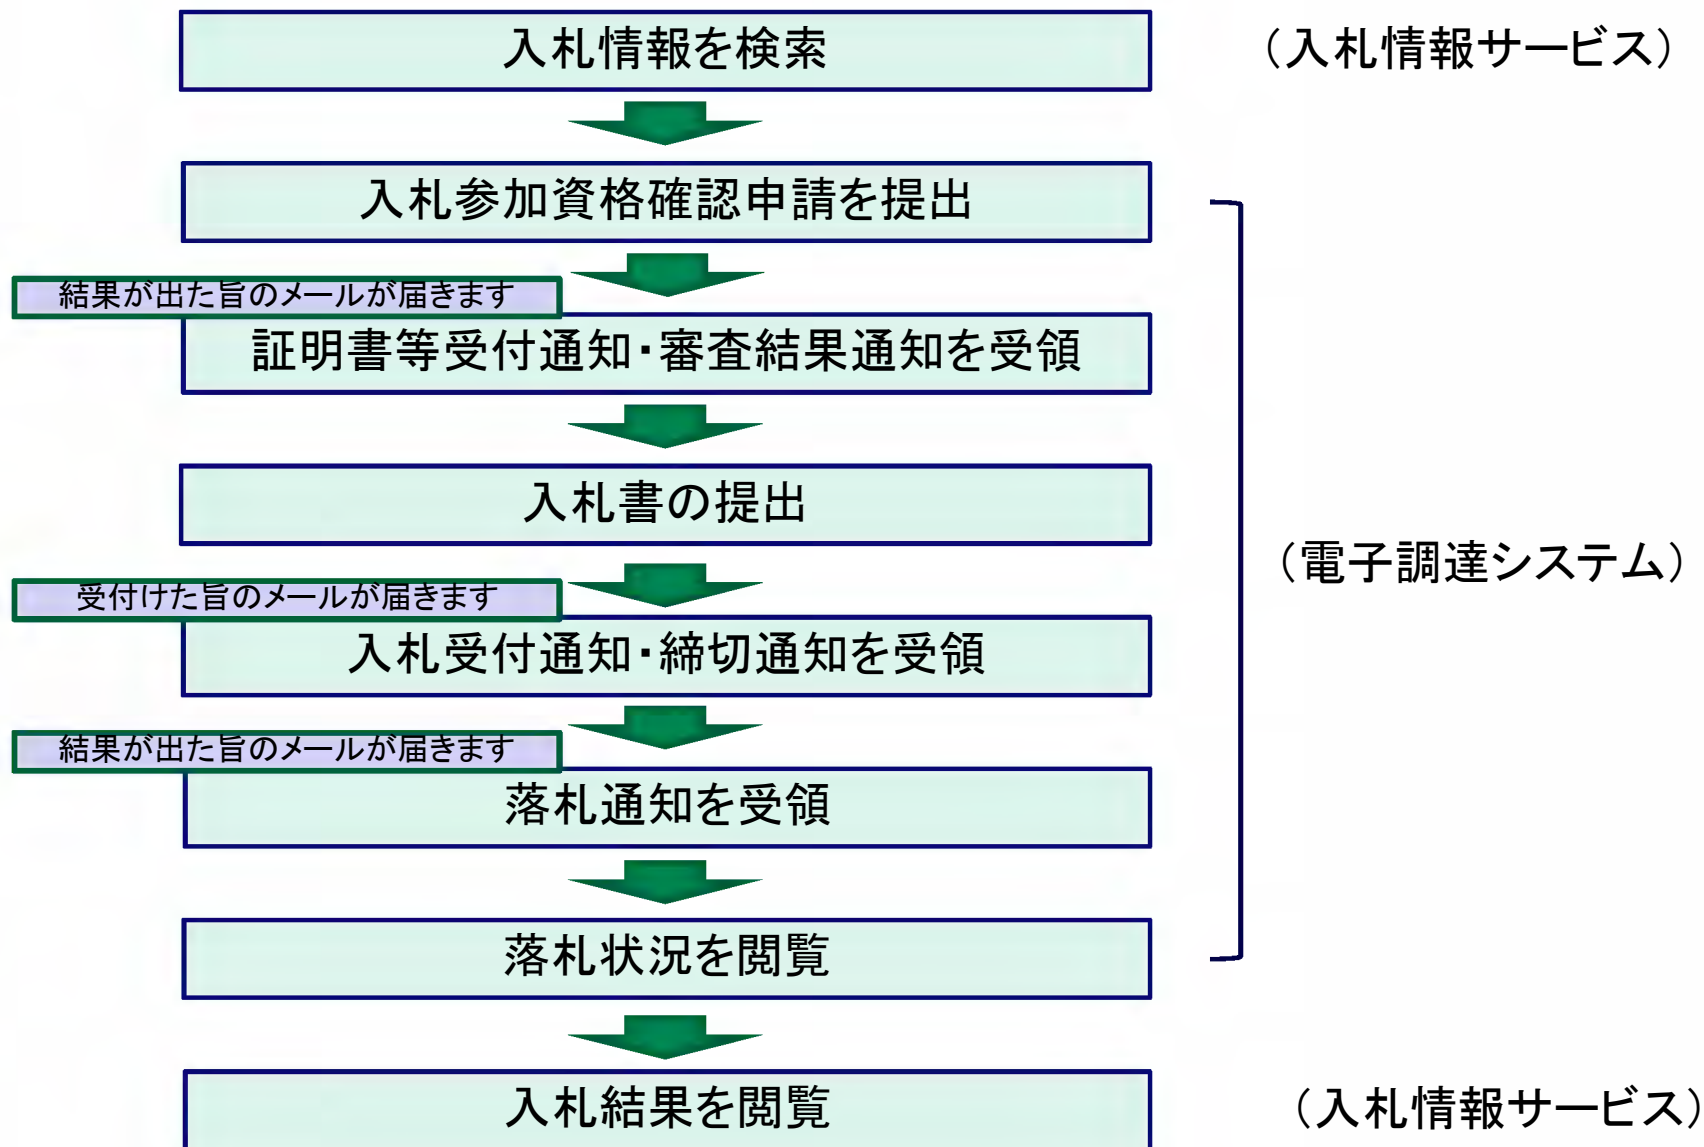 入札情報を検索
（入札情報サービス）
入札参加資格確認申請を提出
結果が出た旨のメールが届きます
証明書等受付通知・審査結果通知を受領
入札書の提出
（電子調達システム）
受付けた旨のメールが届きます
入札受付通知・締切通知を受領
結果が出た旨のメールが届きます
落札通知を受領
落札状況を閲覧
入札結果を閲覧
（入札情報サービス）